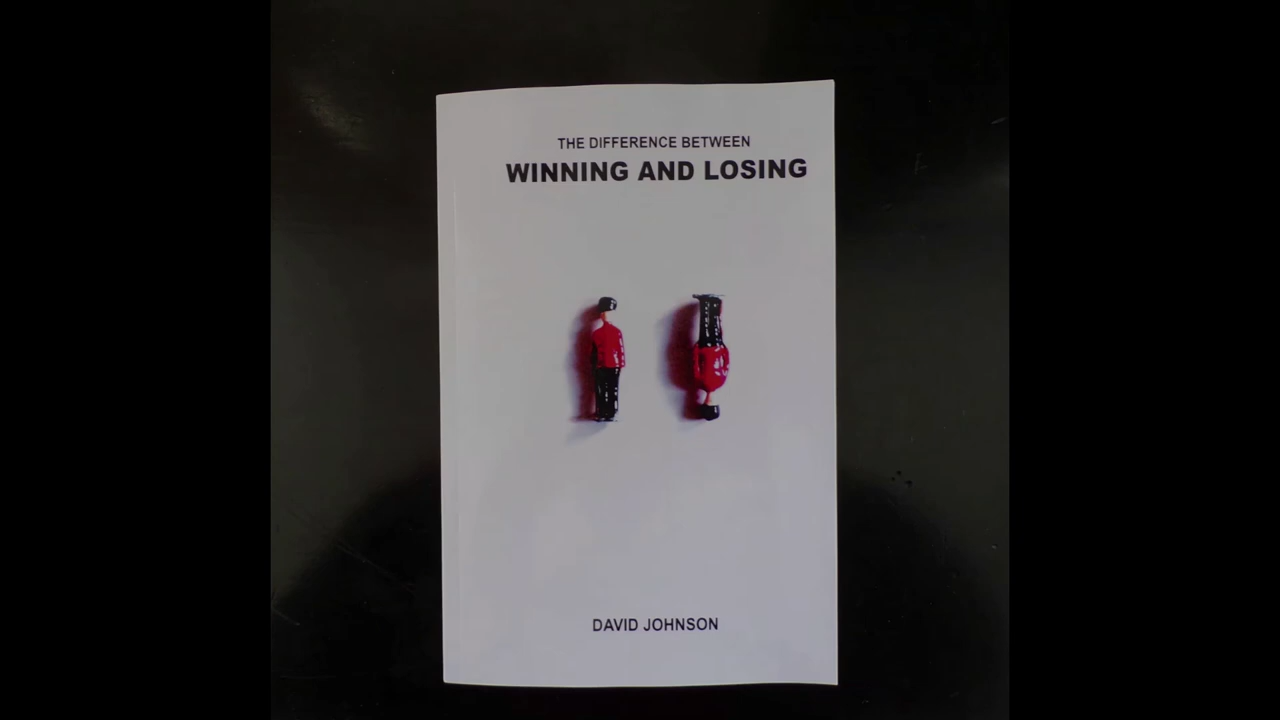 THE DIFFERENCE BETWEEN
WINNING AND LOSING
DAVID JOHNSON